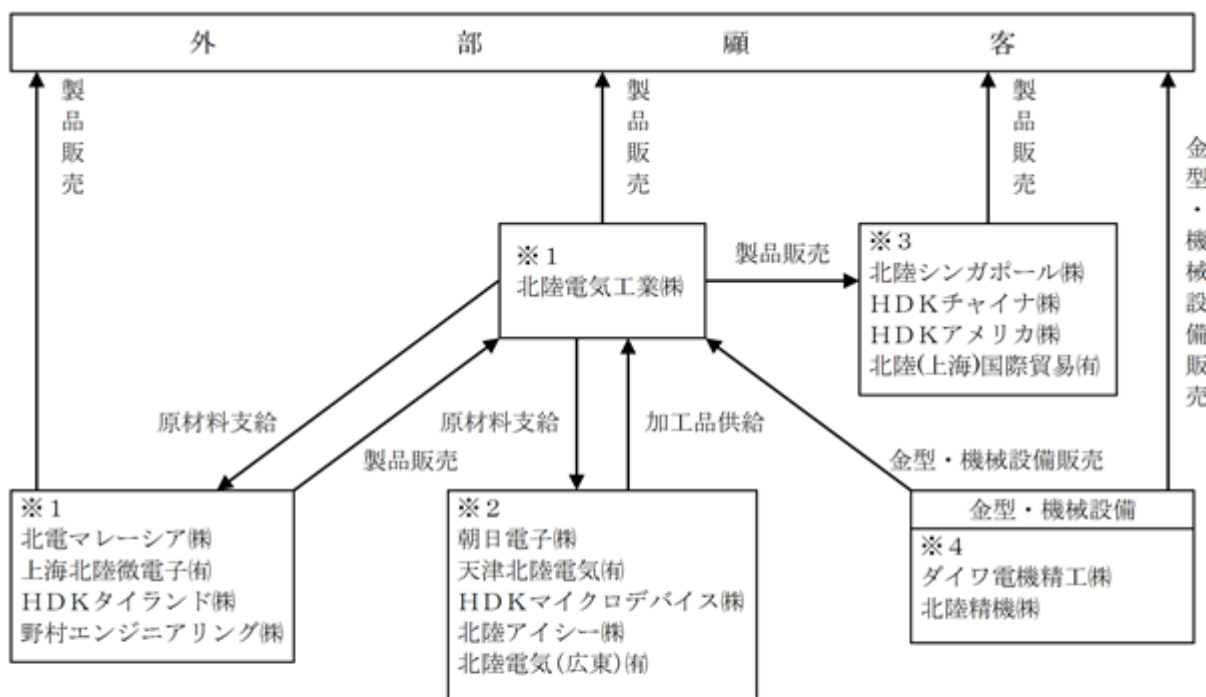 外部顧客
製品販売
製品販売
製品販売
金型・機械設備販売
※１
北陸電気工業㈱
製品販売
※３
北陸シンガポール㈱
ＨＤＫチャイナ㈱
ＨＤＫアメリカ㈱
北陸(上海)国際貿易㈲
原材料支給
製品販売
原材料支給
加工品供給
金型・機械設備販売
※１
北電マレーシア㈱
上海北陸微電子㈲
ＨＤＫタイランド㈱
野村エンジニアリング㈱
※２
朝日電子㈱
天津北陸電気㈲
ＨＤＫマイクロデバイス㈱
北陸アイシー㈱
北陸電気(広東)㈲
金型・機械設備
※４
ダイワ電機精工㈱
北陸精機㈱